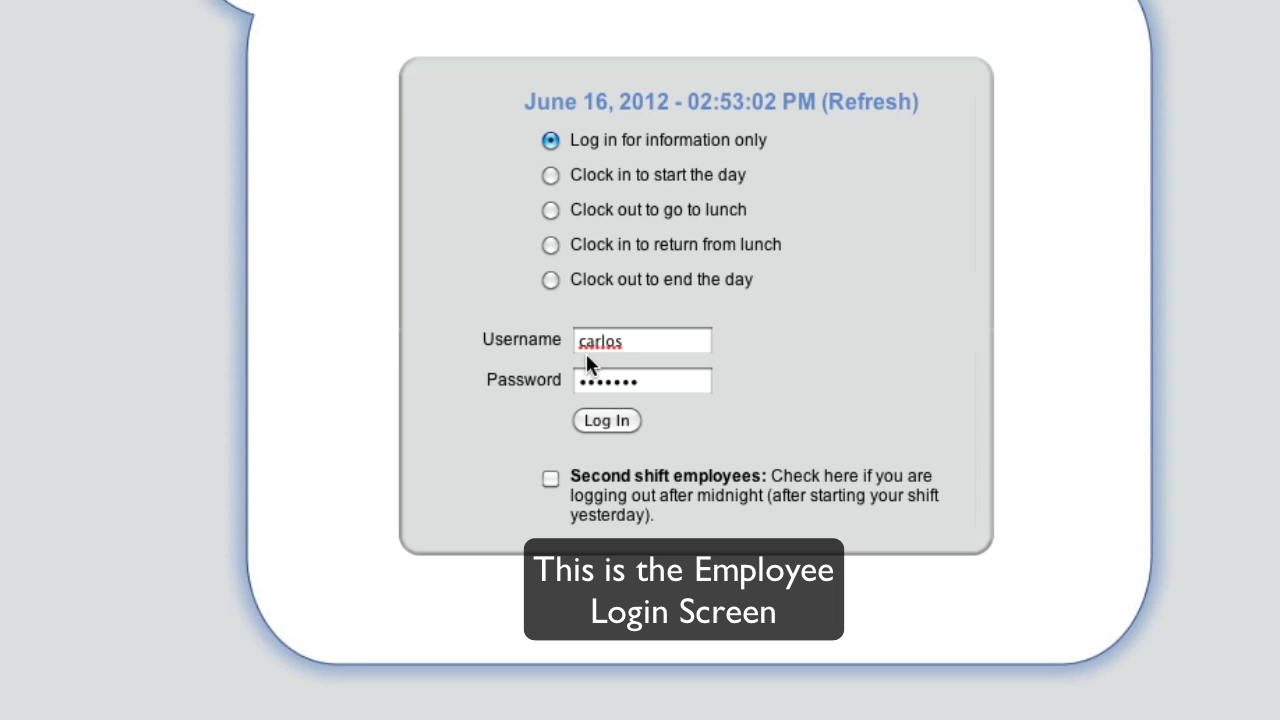 June 16, 2012 - 02:53:02 PM (Refresh)
Log in for information only
Clock in to start the day
Clock out to go to lunch
Clock in to return from lunch
Clock out to end the day
Username carlos
Password •••••••
Log In
Second shift employees: Check here if you are
logging out after midnight (after starting your shift
yesterday).
This is the Employee
Login Screen